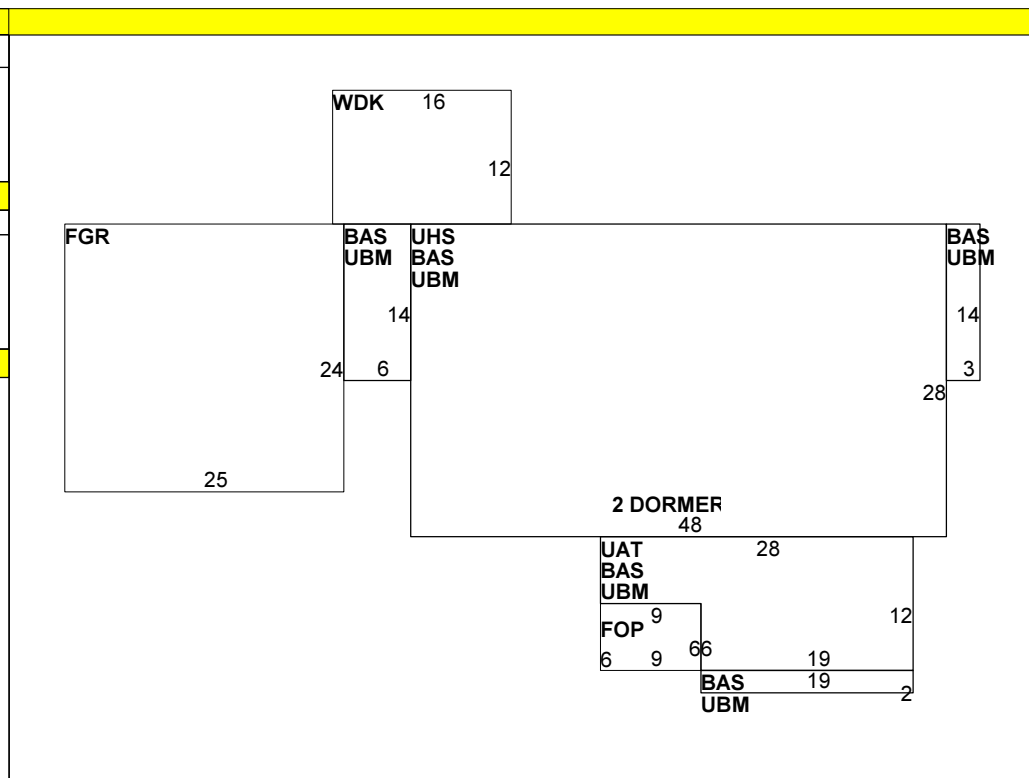 WDK 16
12
FGR
BAS
UBM
UHS
BAS
UBM
BAS
UBM
14
14
24 6
3
28
25
2 DORMER
48
UAT
BAS
UBM
28
9
12
FOP
66
6 9
19
BAS
UBM
19
2